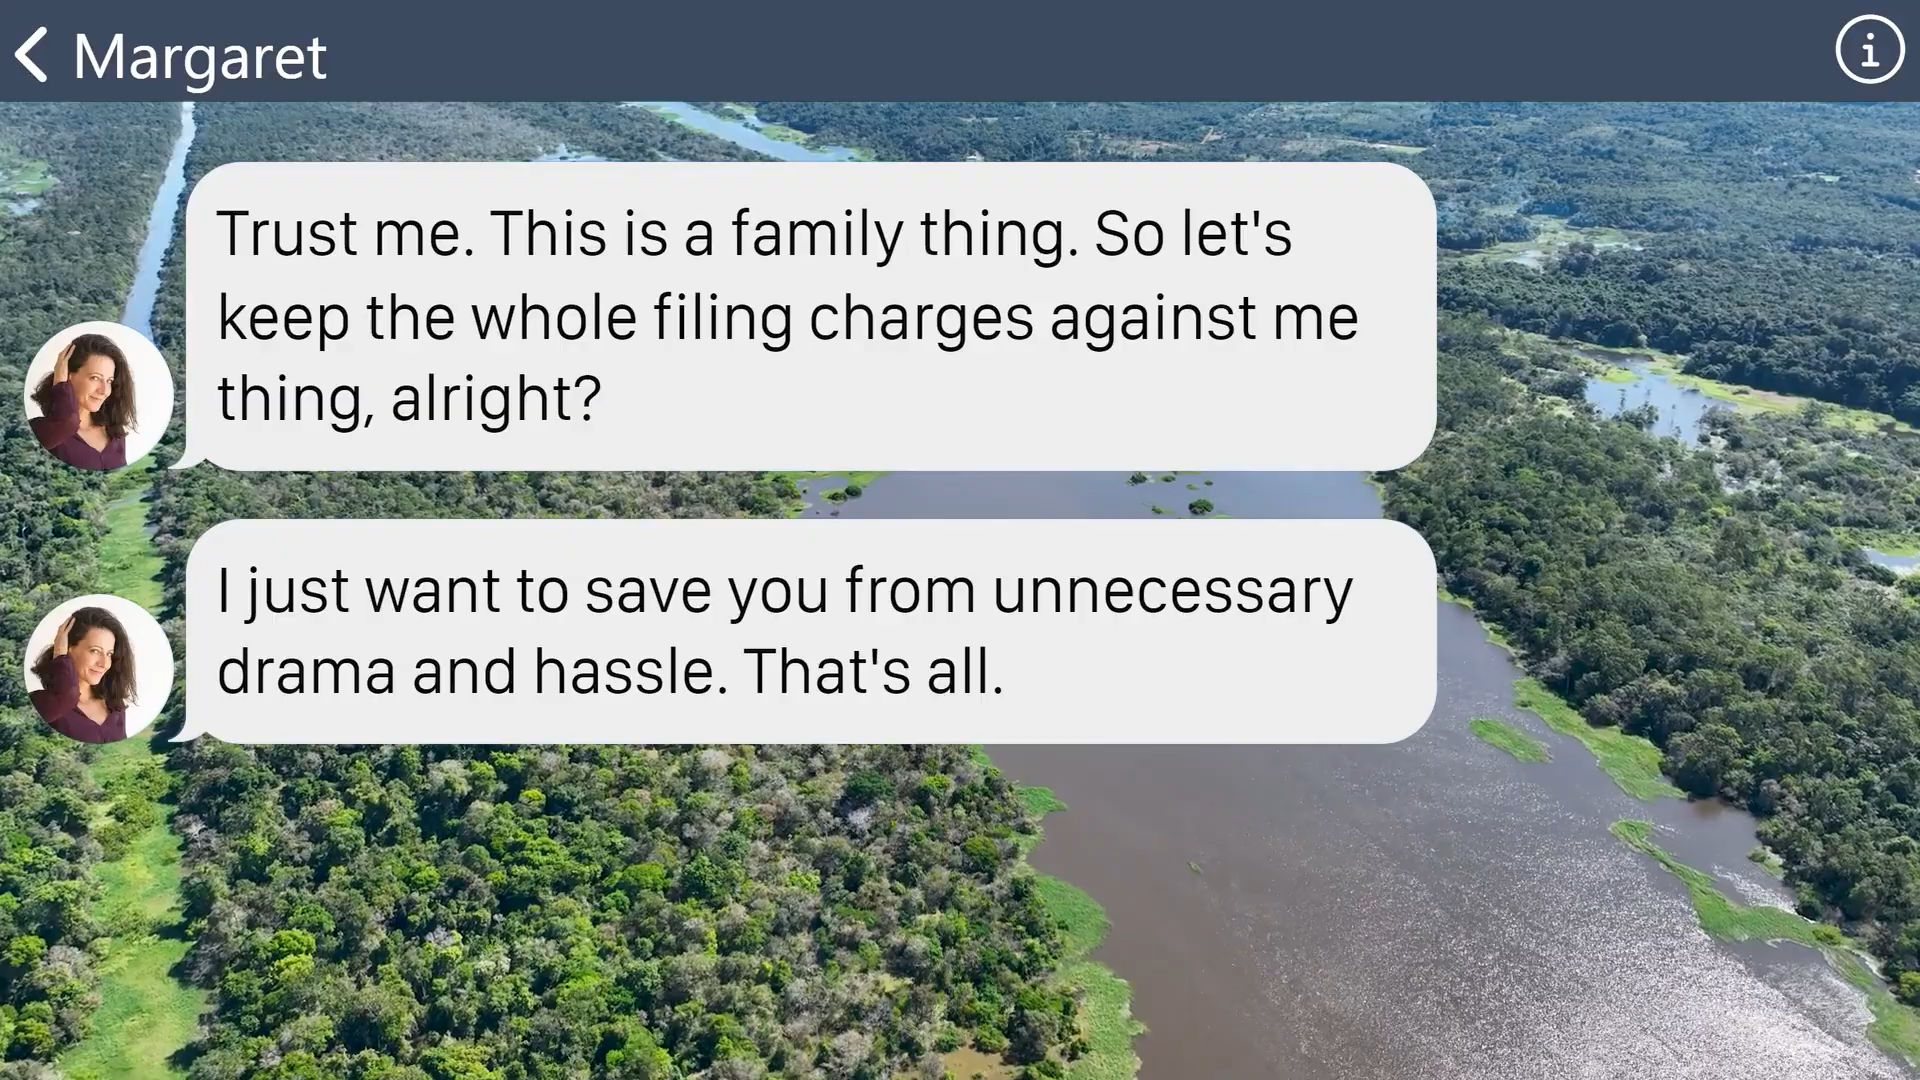 Margaret
Trust me. This is a family thing. So let's
keep the whole filing charges against me
thing, alright?
I just want to save you from unnecessary
drama and hassle. That's all.